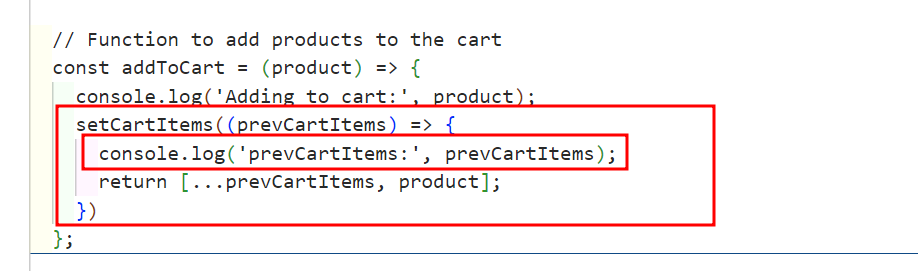 // Function to add products to the cart
const addToCart = (product) => {
console.log('Adding to cart:', product);
setCartItems((prevCartItems) => {
console.log('prevCartItems:', prevCartItems);
return [...prevCartItems, product];
})
};